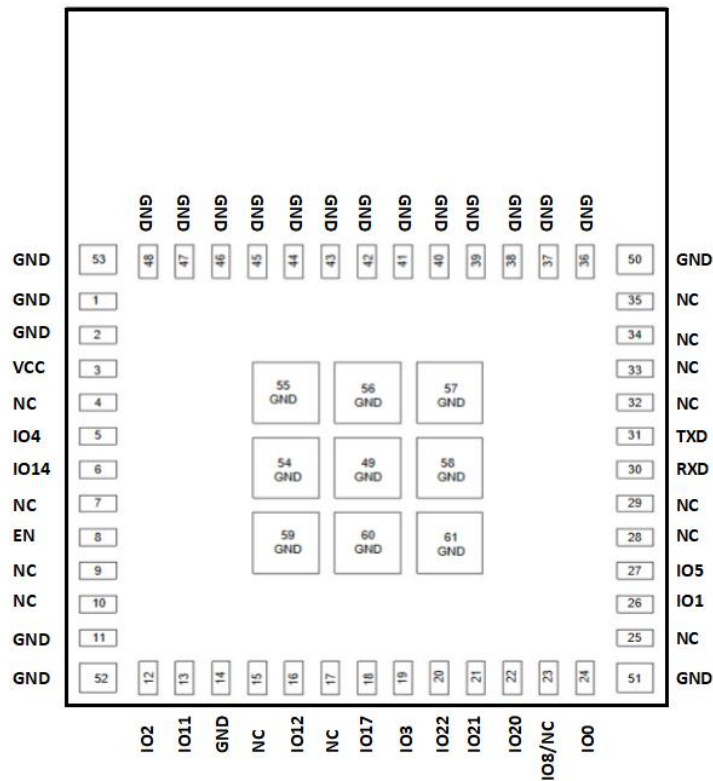 GND GND GND GND GND GND GND GND GND GND GND GND GND
GND 53 48 47 46 45 44 43 42 41 40 39 38 37 36 50 GND
GND 1 35 NC
GND 2 34 NC
VCC 3 33 NC
NC 4 32 NC
IO4 5 31 TXD
IO14 6 30 RXD
NC 7 29 NC
EN 8 28 NC
NC 9 27 IO5
NC 10 26 IO1
GND 11 25 NC
55 56 57
GND GND GND
54 49 58
GND GND GND
59 60 61
GND GND GND
GND 52 12 13 14 15 16 17 18 19 20 21 22 23 24 51 GND
IO2 IO11 GND NC IO12 NC IO17 IO3 IO22 IO21 IO20 IO8/NC IO0